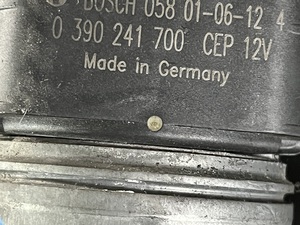 BOSCH 058 01-06-12 4
0 390 241 700 CEP 12V
Made in Germany